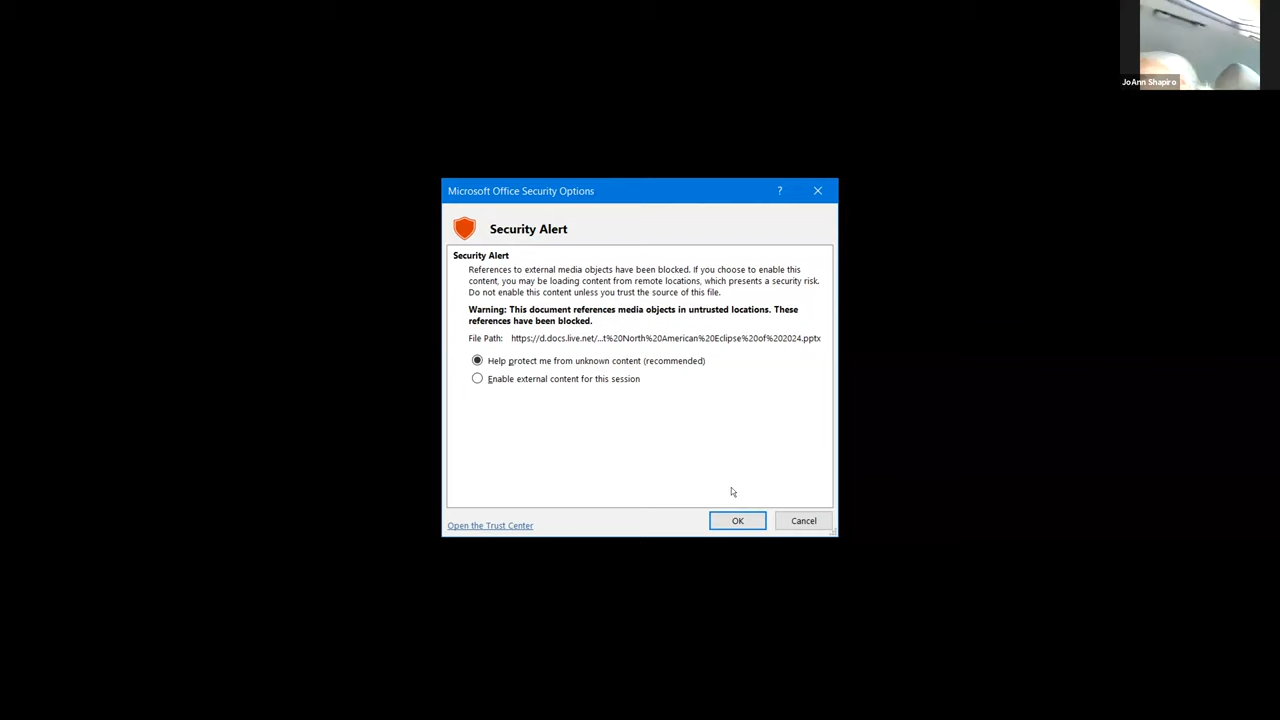 JoAnn Shapiro
Microsoft Office Security Options
?
Security Alert
Security Alert
References to external media objects have been blocked. If you choose to enable this
content, you may be loading content from remote locations, which presents a security risk.
Do not enable this content unless you trust the source of this file.
Warning: This document references media objects in untrusted locations. These
references have been blocked.
File Path: https://d.docs.live.net/...t%20North%20American%20Eclipse%20of%202024.pptx
Help protect me from unknown content (recommended)
Enable external content for this session
Open the Trust Center
OK
Cancel